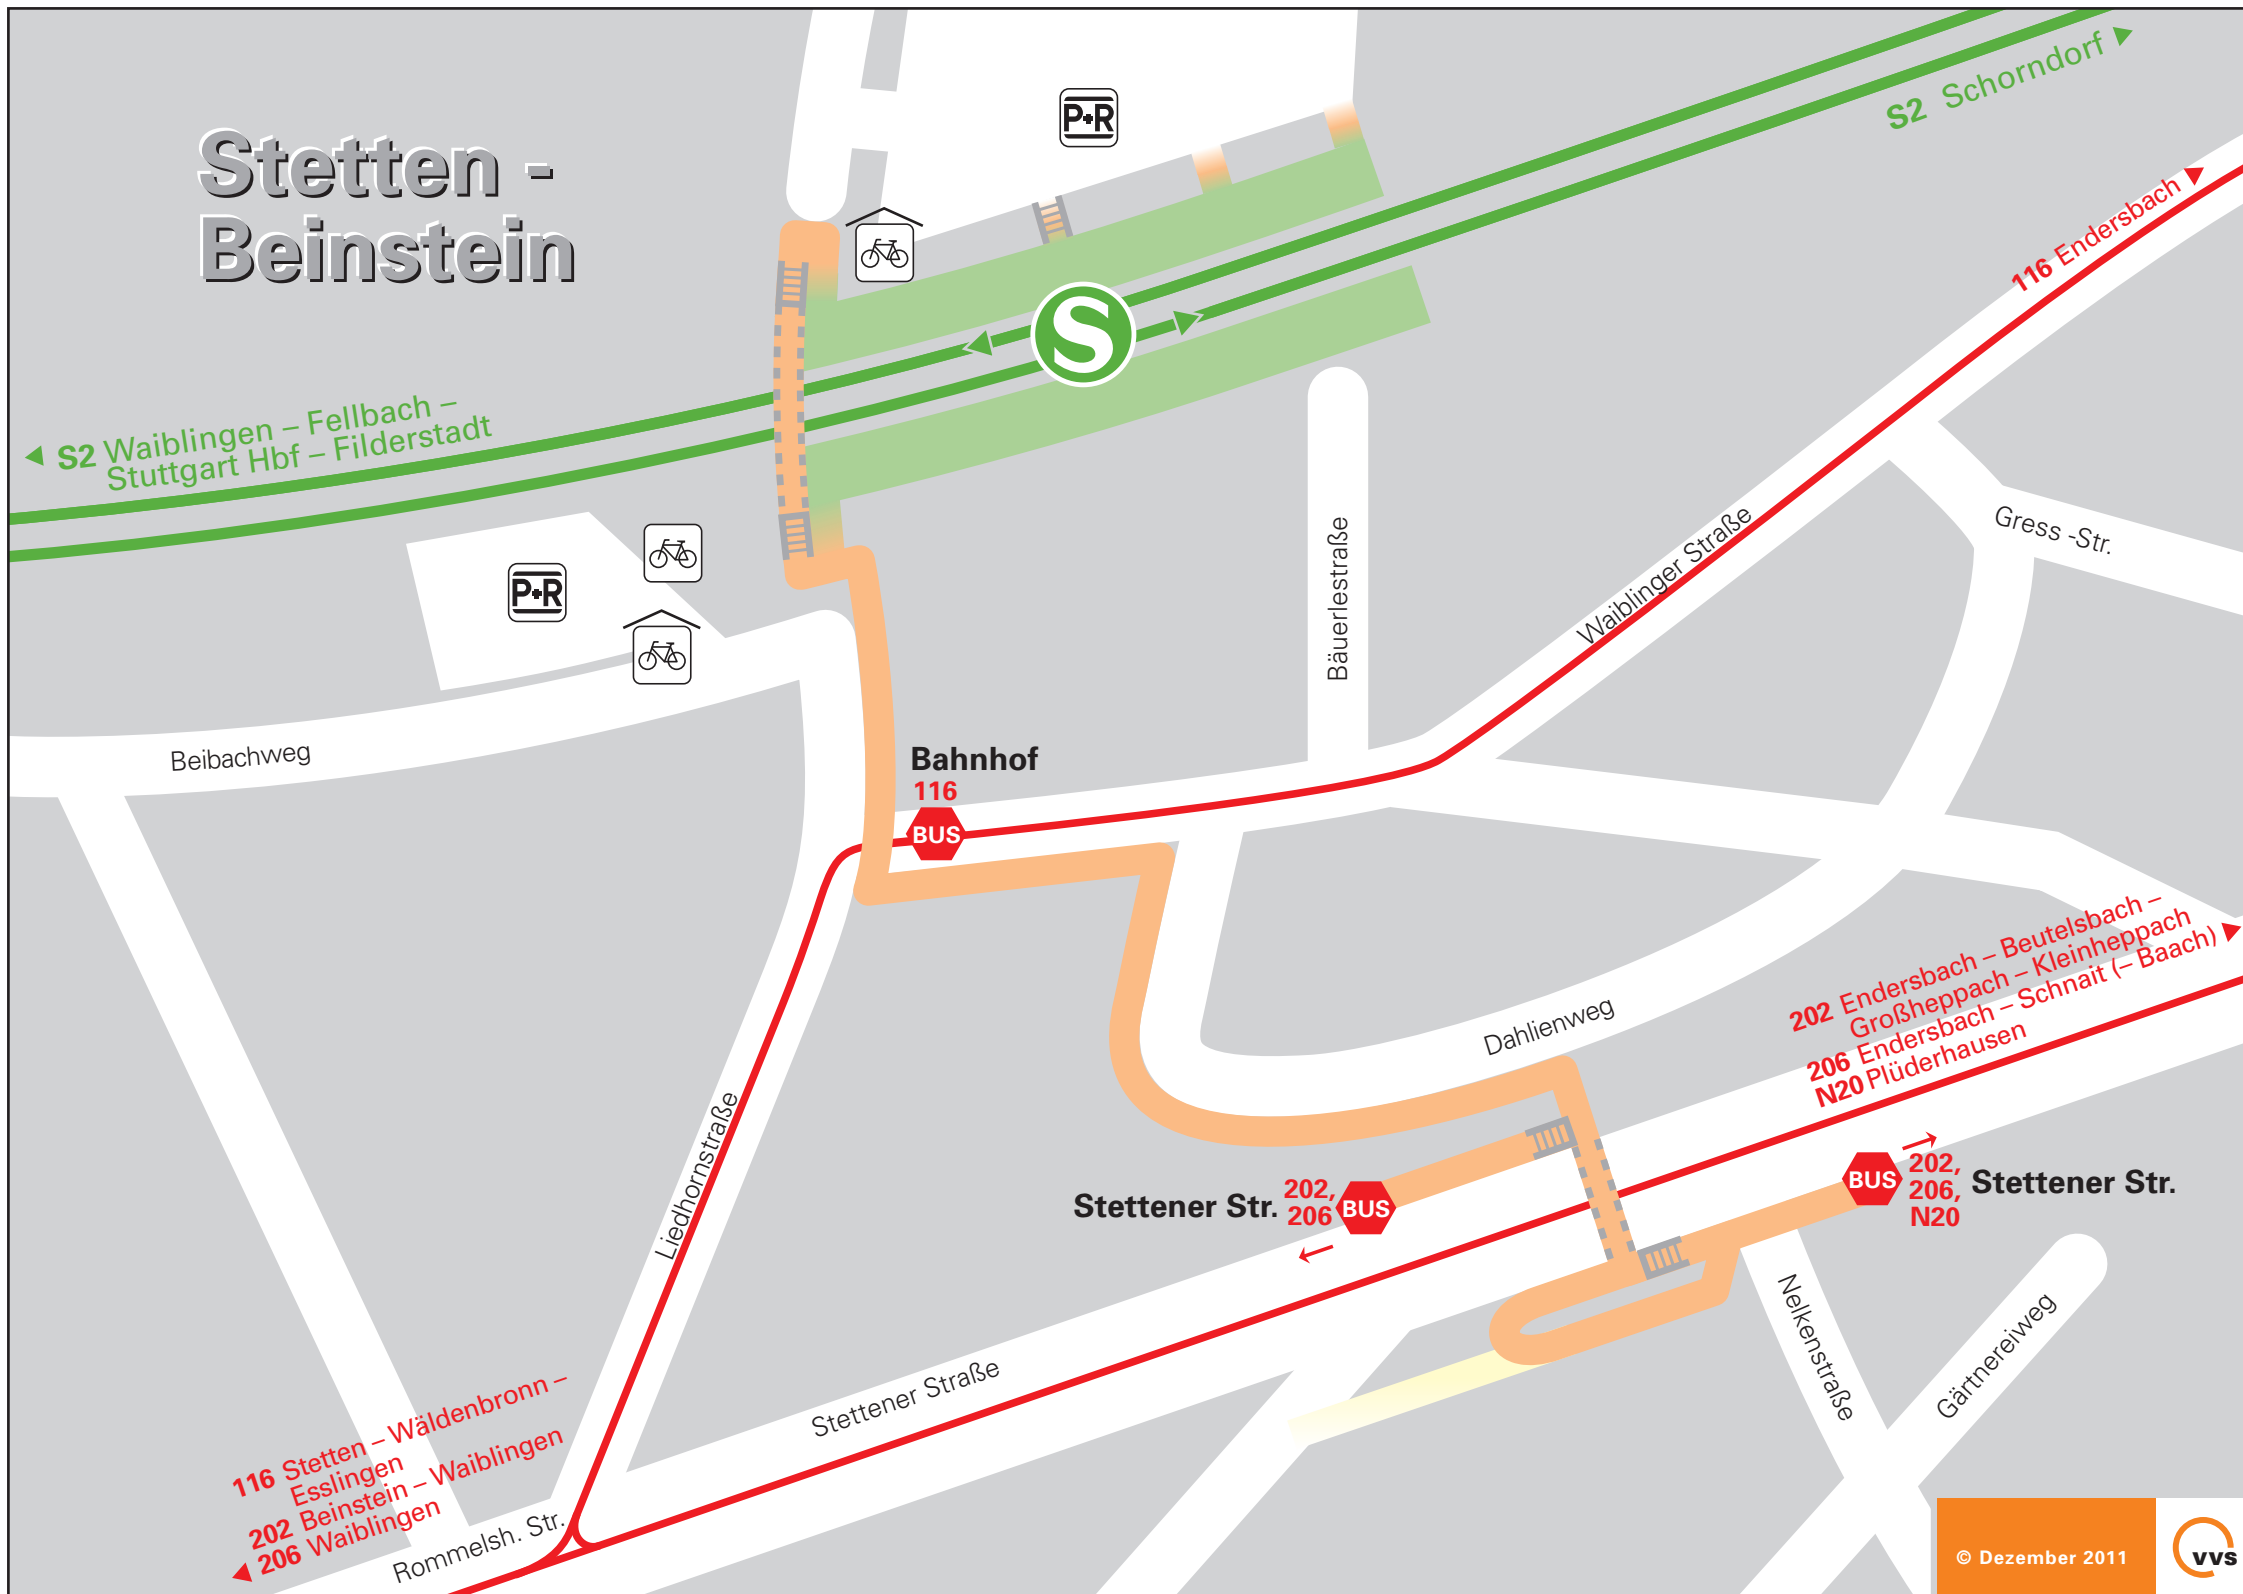 Stetten -
Beinstein
P+R
S2 Schorndorf
116 Endersbach
S
S2 Waiblingen – Fellbach –
Stuttgart Hbf – Filderstadt
P+R
Gress -Str.
Bäuerlestraße
Waiblinger Straße
Beibachweg
Bahnhof
116
BUS
202 Endersbach – Beutelsbach –
Großheppach – Kleinheppach
206 Endersbach – Schnait (– Baach)
N20 Plüderhausen
Dahlienweg
Liedhornstraße
Stettener Str.
202,
206
BUS
BUS
202,
206,
N20
Stettener Str.
Nelkenstraße
Gärtnereiweg
Stettener Straße
116 Stetten – Wäldenbronn –
Esslingen
202 Beinstein – Waiblingen
206 Waiblingen
Rommelsh. Str.
© Dezember 2011
vvs